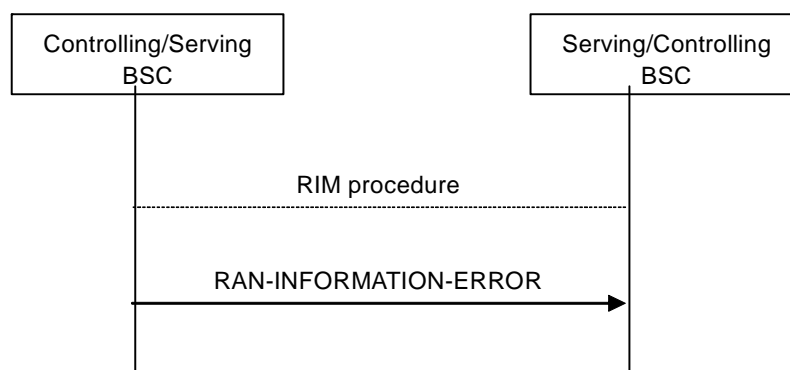 Controlling/Serving
BSC
Serving/Controlling
BSC
RIM procedure
RAN-INFORMATION-ERROR